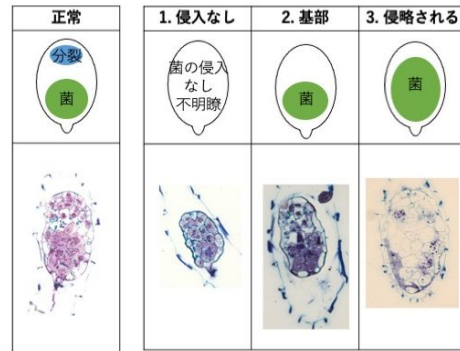 正常
1. 侵入なし
2. 基部
3. 侵略される
分裂
菌
菌の侵入
なし
不明瞭
菌
菌